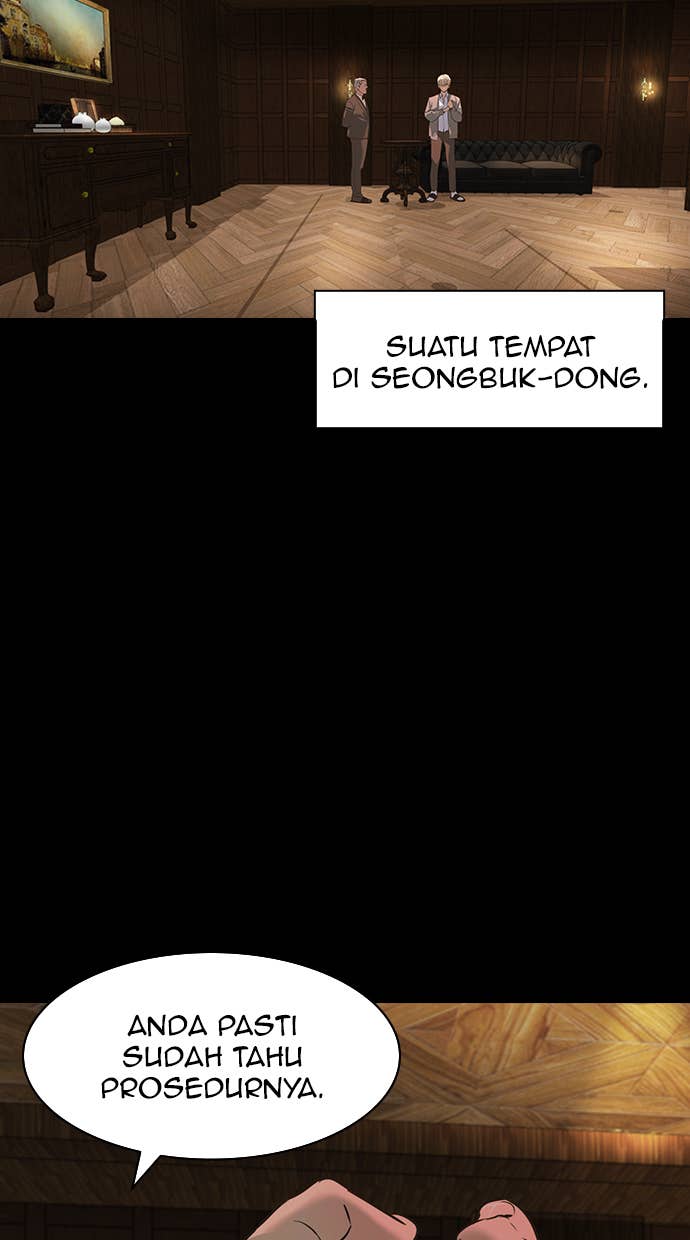 SUATU TEMPAT
DI SEONGBUK-DONG.
ANDA PASTI
SUDAH TAHU
PROSEDURNYA.